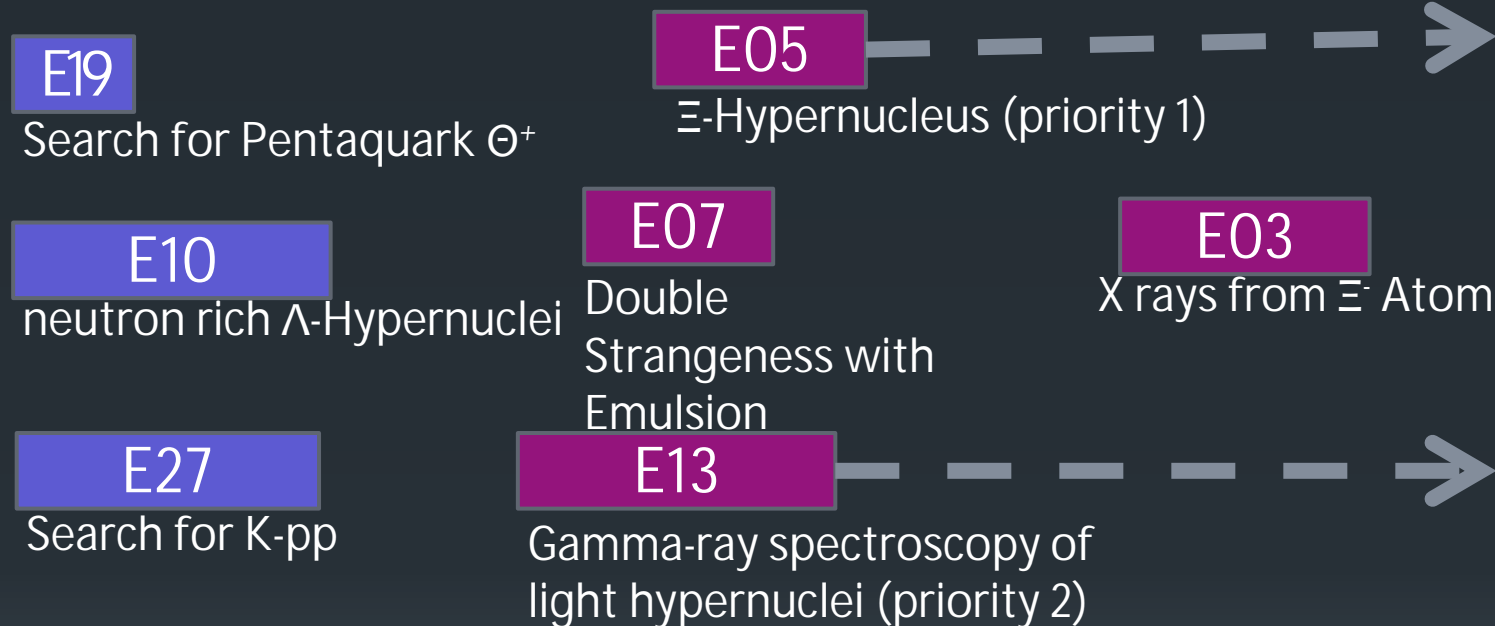 E19
Search for Pentaquark Θ⁺
E05
Ξ-Hypernucleus (priority 1)
E10
neutron rich Λ-Hypernuclei
E07
Double
Strangeness with
Emulsion
E03
X rays from Ξ⁻ Atom
E27
Search for K-pp
E13
Gamma-ray spectroscopy of
light hypernuclei (priority 2)